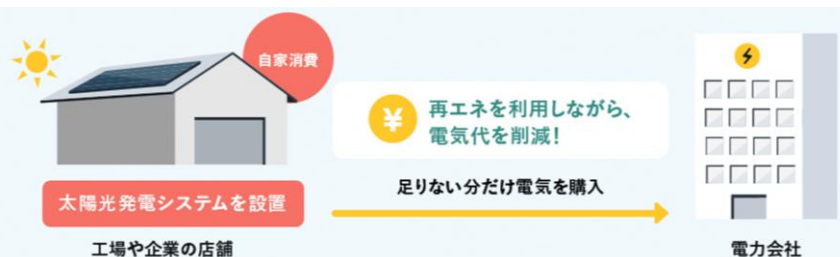 自家消費
¥
再エネを利用しながら、
電気代を削減!
足りない分だけ電気を購入
太陽光発電システムを設置
工場や企業の店舗
電力会社